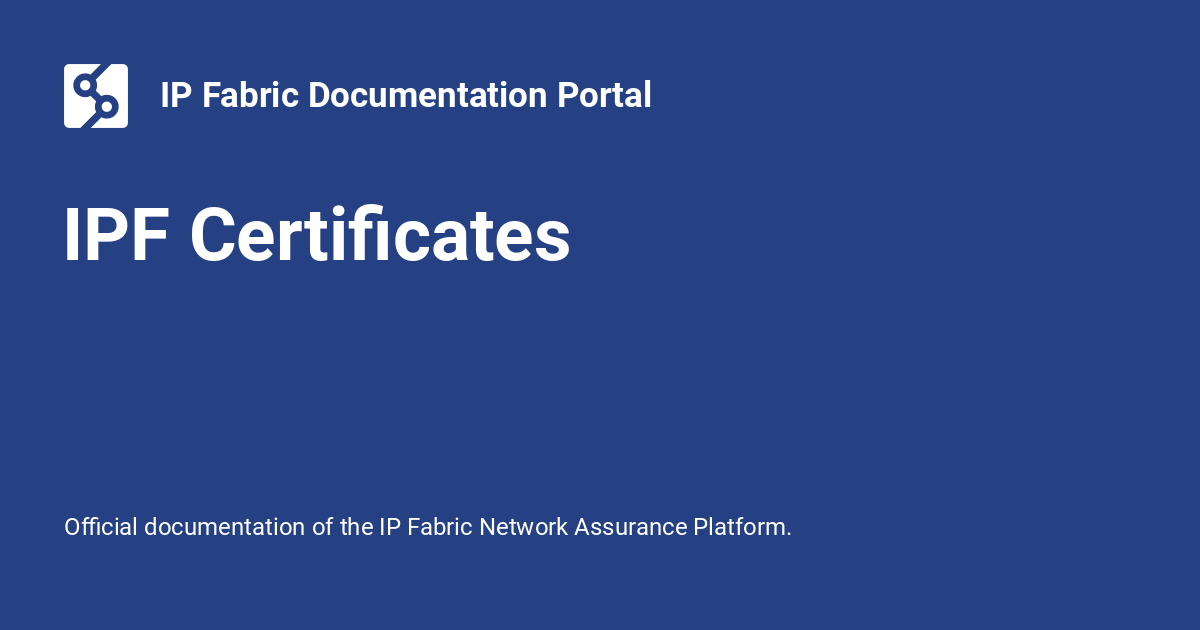 IP Fabric Documentation Portal
IPF Certificates
Official documentation of the IP Fabric Network Assurance Platform.